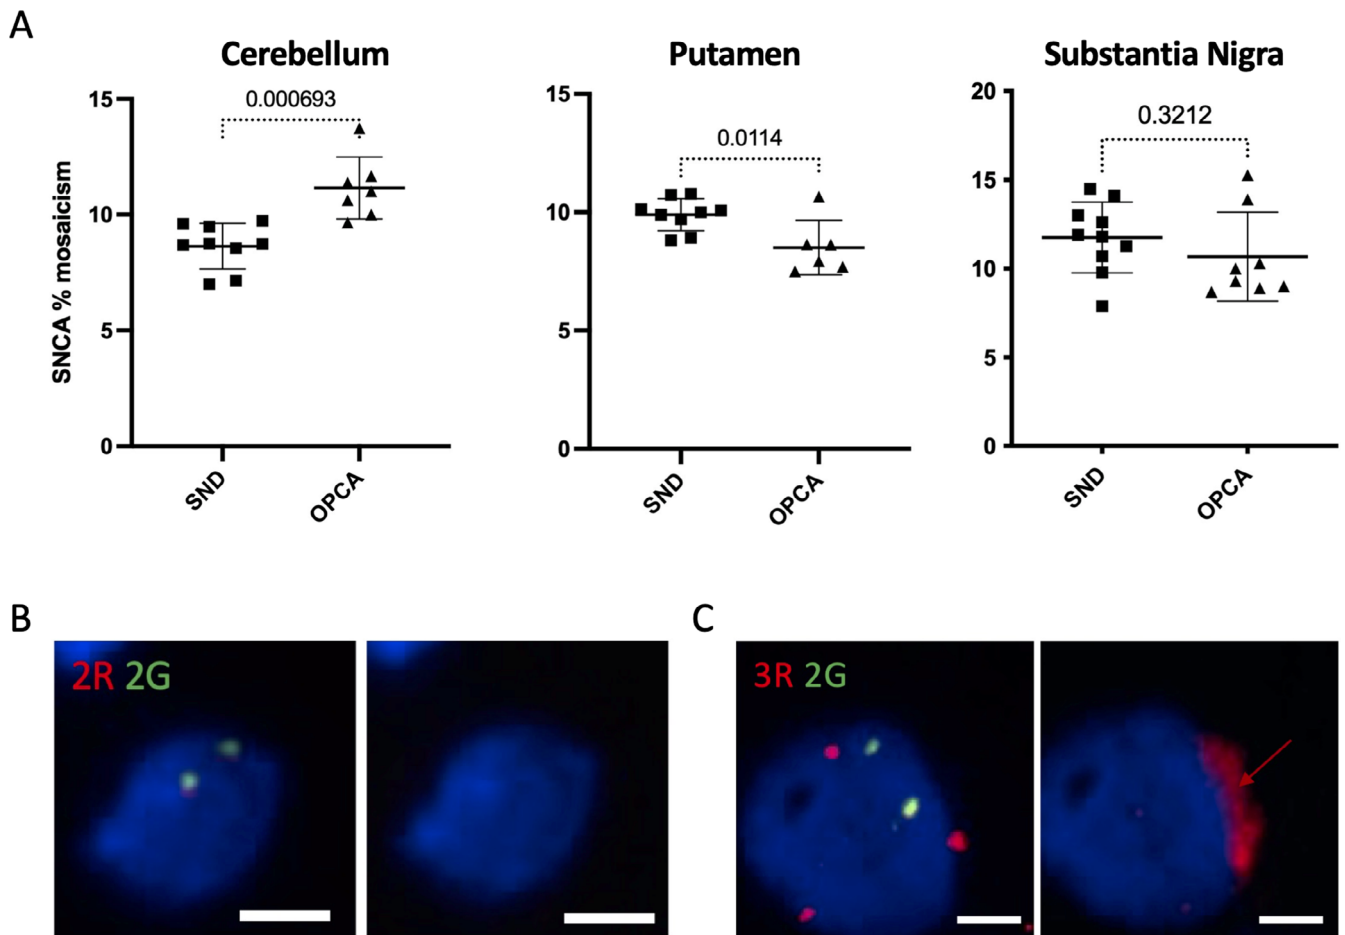 A
Cerebellum
Putamen
Substantia Nigra
SNCA % mosaicism
15
10
5
0
0.000693
SND
OPCA
15
10
5
0
0.0114
SND
OPCA
20
15
10
5
0
0.3212
SND
OPCA
B
2R 2G
C
3R 2G